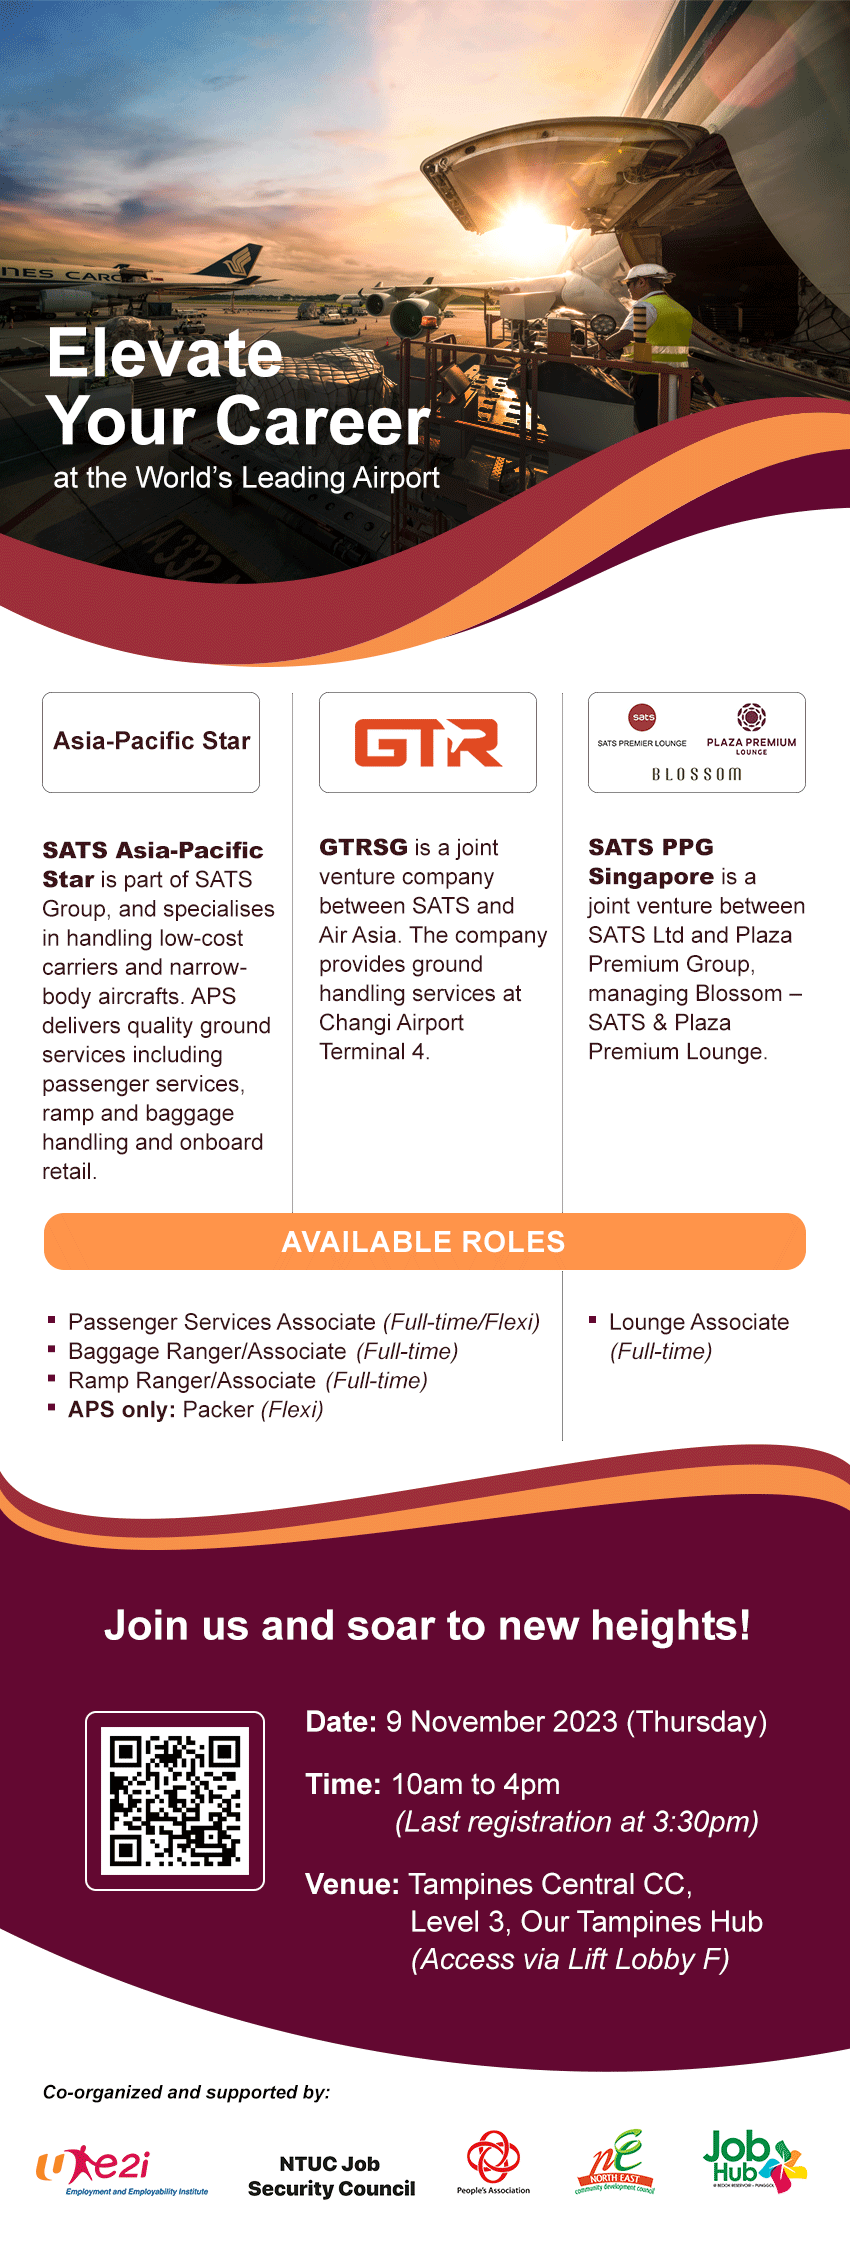 INES CARGO
Elevate
Your Career
at the World's Leading Airport
A332
Asia-Pacific Star
GTR
sats
SATS PREMIER LOUNGE
PLAZA PREMIUM
LOUNGE
BLOSSOM
SATS Asia-Pacific
Star is part of SATS
Group, and specialises
in handling low-cost
carriers and narrow-
body aircrafts. APS
delivers quality ground
services including
passenger services,
ramp and baggage
handling and onboard
retail.
GTRSG is a joint
venture company
between SATS and
Air Asia. The company
provides ground
handling services at
Changi Airport
Terminal 4.
SATS PPG
Singapore is a
joint venture between
SATS Ltd and Plaza
Premium Group,
managing Blossom –
SATS & Plaza
Premium Lounge.
AVAILABLE ROLES
▪ Passenger Services Associate (Full-time/Flexi)
▪ Baggage Ranger/Associate (Full-time)
▪ Ramp Ranger/Associate (Full-time)
▪ APS only: Packer (Flexi)
▪ Lounge Associate
(Full-time)
Join us and soar to new heights!
Date: 9 November 2023 (Thursday)
Time: 10am to 4pm
(Last registration at 3:30pm)
Venue: Tampines Central CC,
Level 3, Our Tampines Hub
(Access via Lift Lobby F)
Co-organized and supported by:
U e2i
Employment and Employability Institute
NTUC Job
Security Council
People's Association
NE
NORTH EAST
community development council
Job
Hub
@ BEDOK RESERVOIR - PUNGGOL